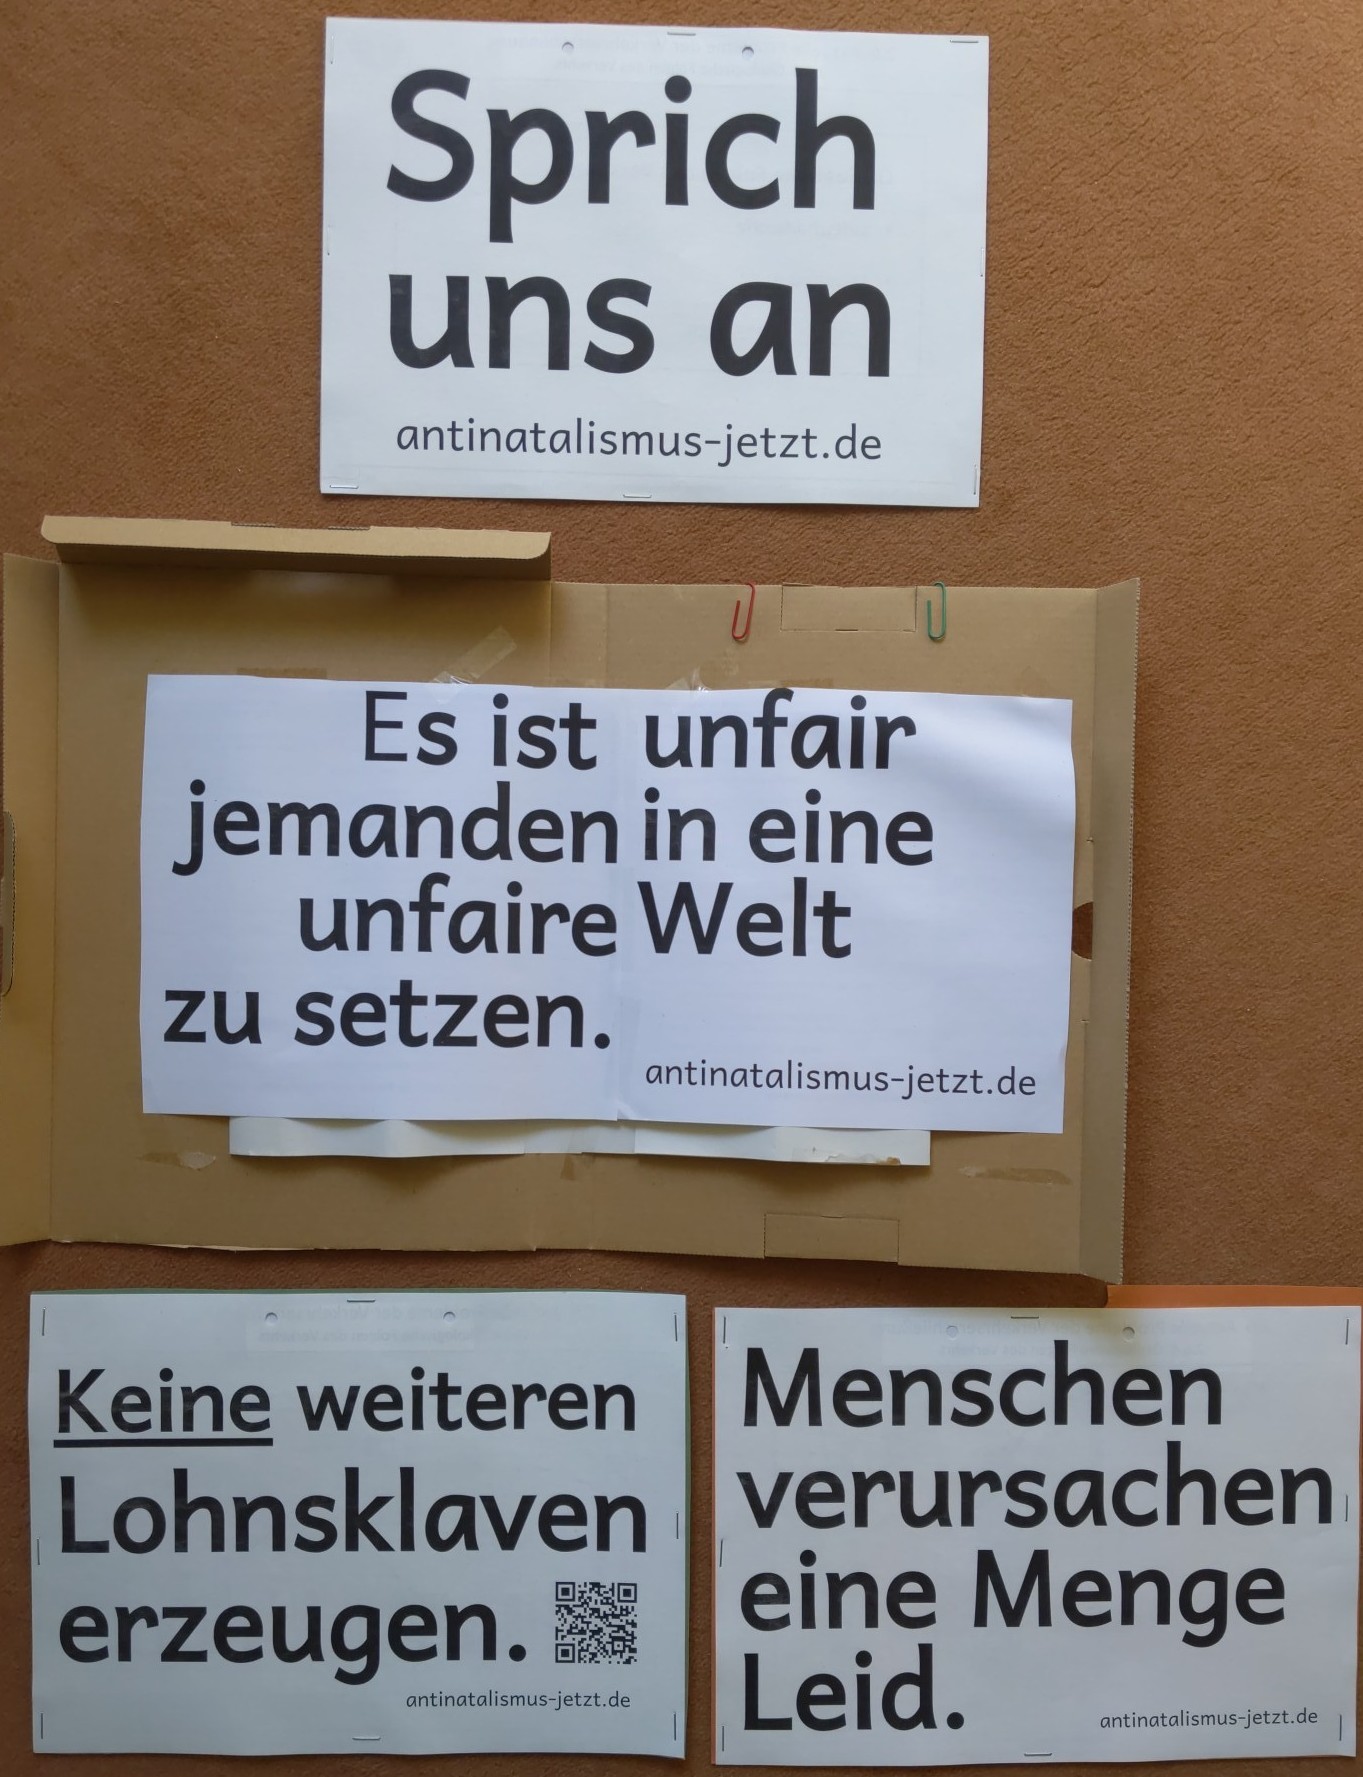 Sprich
uns an
antinatalismus-jetzt.de
Es ist unfair
jemanden in eine
unfaire Welt
zu setzen.
antinatalismus-jetzt.de
Keine weiteren
Lohnsklaven
erzeugen.
antinatalismus-jetzt.de
Menschen
verursachen
eine Menge
Leid.
antinatalismus-jetzt.de